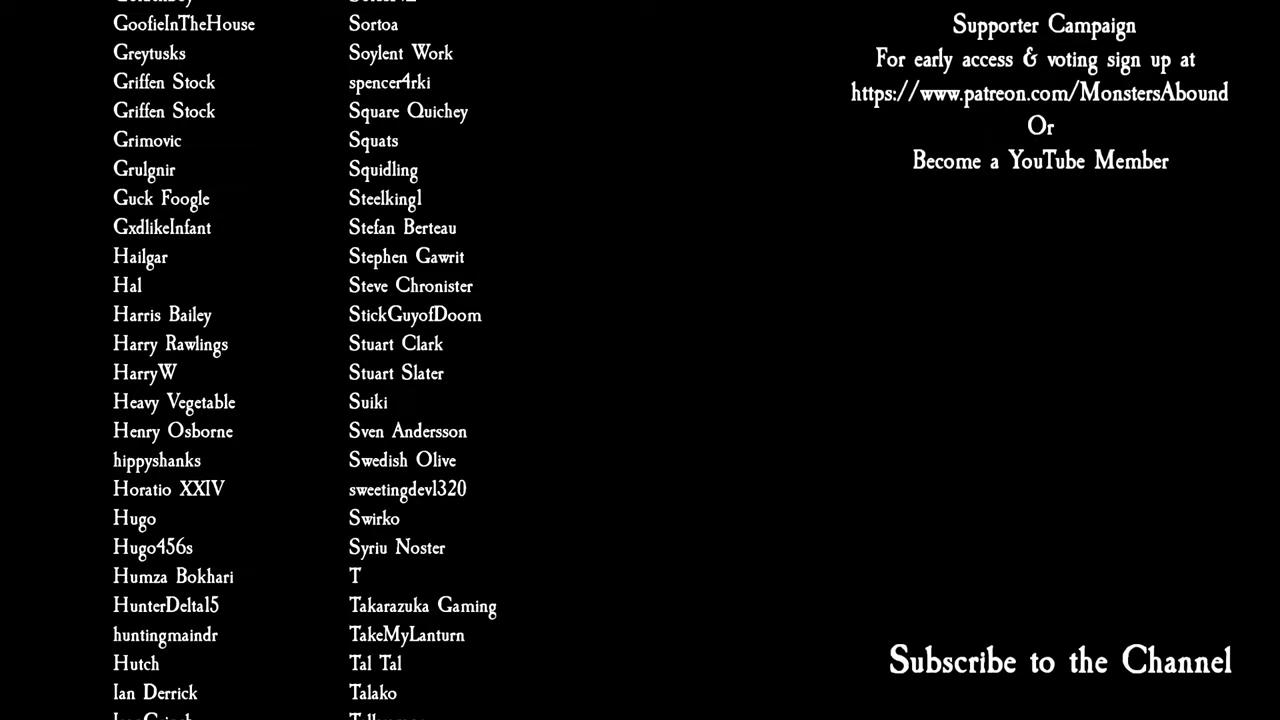 GoofieInTheHouse
Greytusks
Griffen Stock
Griffen Stock
Grimovic
Grulgnir
Guck Foogle
GxdlikeInfant
Hailgar
Hal
Harris Bailey
Harry Rawlings
HarryW
Heavy Vegetable
Henry Osborne
hippyshanks
Horatio XXIV
Hugo
Hugo456s
Humza Bokhari
HunterDelta15
huntingmaindr
Hutch
Ian Derrick
Sortoa
Soylent Work
spencer4rki
Square Quichey
Squats
Squidling
Steelking1
Stefan Berteau
Stephen Gawrit
Steve Chronister
StickGuyofDoom
Stuart Clark
Stuart Slater
Suiki
Sven Andersson
Swedish Olive
sweetingdevl320
Swirko
Syriu Noster
T
Takarazuka Gaming
TakeMyLanturn
Tal Tal
Talako
Supporter Campaign
For early access & voting sign up at
https://www.patreon.com/MonstersAbound
Or
Become a YouTube Member
Subscribe to the Channel